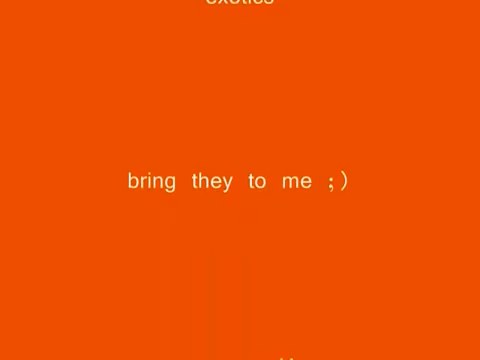 exotics
bring they to me ;)